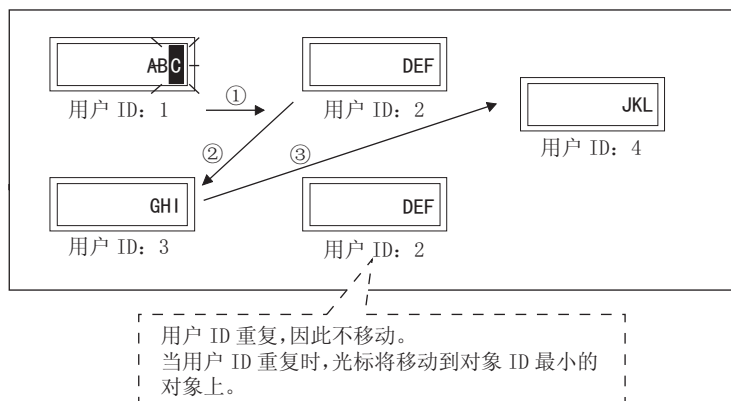 ABC
DEF
JKL
用户 ID: 1
①
用户 ID: 2
用户 ID: 4
②
③
GHI
DEF
用户 ID: 3
用户 ID: 2
用户 ID 重复,因此不移动。
当用户 ID 重复时,光标将移动到对象 ID 最小的
对象上。